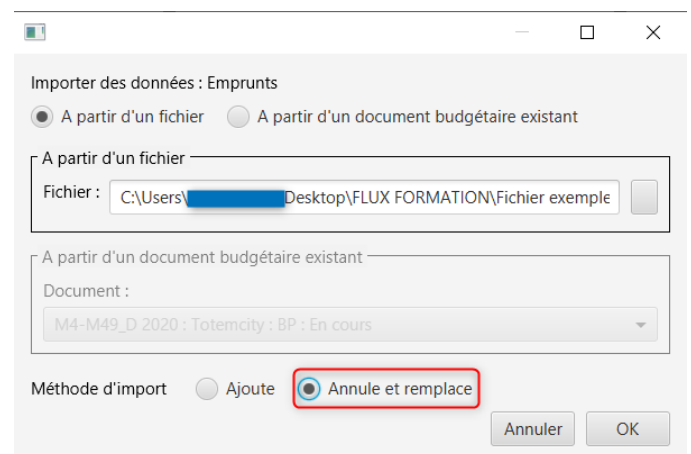 Importer des données : Emprunts
A partir d'un fichier A partir d'un document budgétaire existant
A partir d'un fichier
Fichier : C:\Users\ Desktop\FLUX FORMATION\Fichier exemple
A partir d'un document budgétaire existant
Document :
M4-M49_D 2020 : Totemcity : BP : En cours
Méthode d'import Ajoute Annule et remplace
Annuler OK